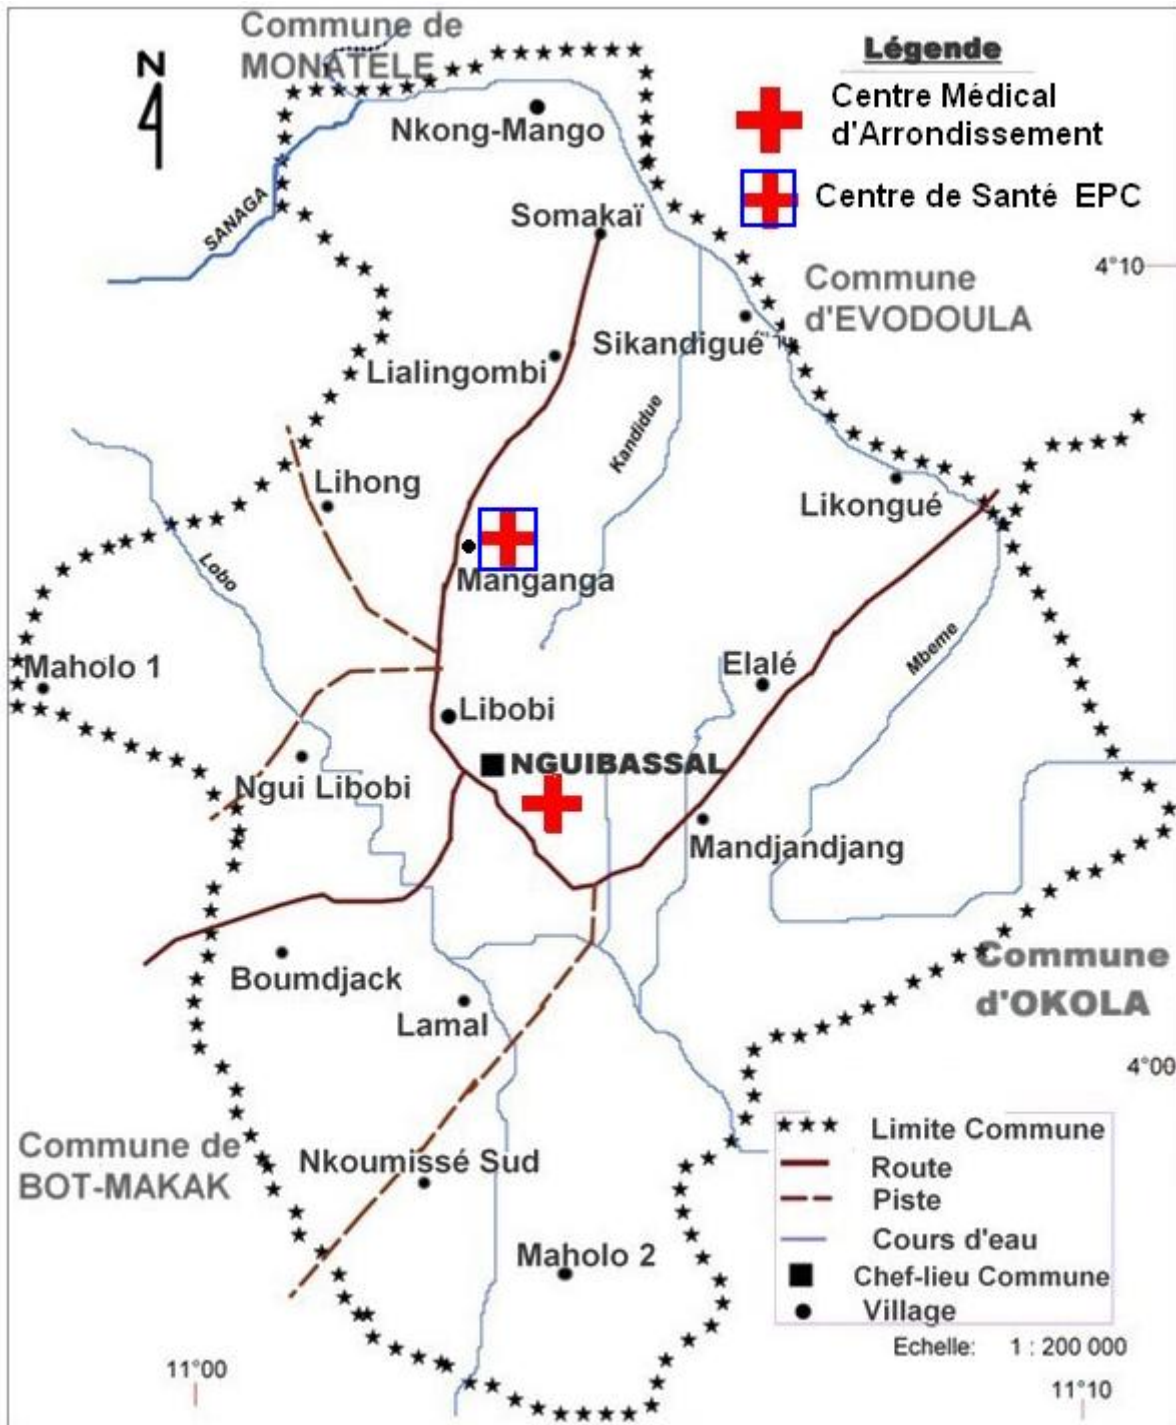 Commune de
MONATELE
N
Légende
Centre Médical
d'Arrondissement
Centre de Santé EPC
Nkong-Mango
SANAGA
Somakaï
4°10
Commune
d'EVODOULA
Sikandigué
Lialingombi
Kandidue
Lihong
Likongué
Lobo
Manganga
Mbeme
Maholo 1
Elalé
Libobi
NGUIBASSAL
Ngui Libobi
Mandjandjang
Boumdjack
Commune
d'OKOLA
Lamal
4°00
Commune de
BOT-MAKAK
Nkoumissé Sud
Maholo 2
Limite Commune
Route
Piste
Cours d'eau
Chef-lieu Commune
Village
Echelle: 1 : 200 000
11°00
11°10